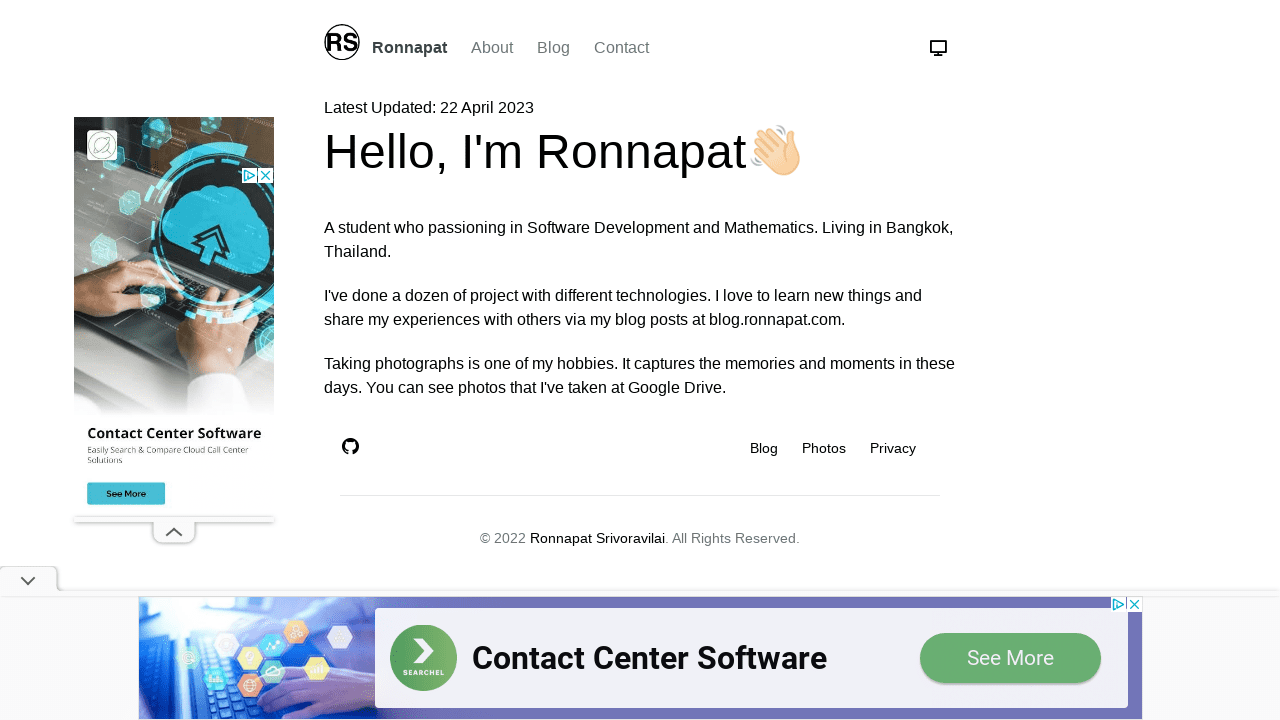 RS
Ronnapat About Blog Contact
Latest Updated: 22 April 2023
Hello, I'm Ronnapat
A student who passioning in Software Development and Mathematics. Living in Bangkok,
Thailand.
I've done a dozen of project with different technologies. I love to learn new things and
share my experiences with others via my blog posts at blog.ronnapat.com.
Taking photographs is one of my hobbies. It captures the memories and moments in these
days. You can see photos that I've taken at Google Drive.
Blog Photos Privacy
© 2022 Ronnapat Srivoravilai. All Rights Reserved.
Contact Center Software
Easily Search & Compare Cloud Call Center
Solutions
See More
SEARCHEL
Contact Center Software
See More